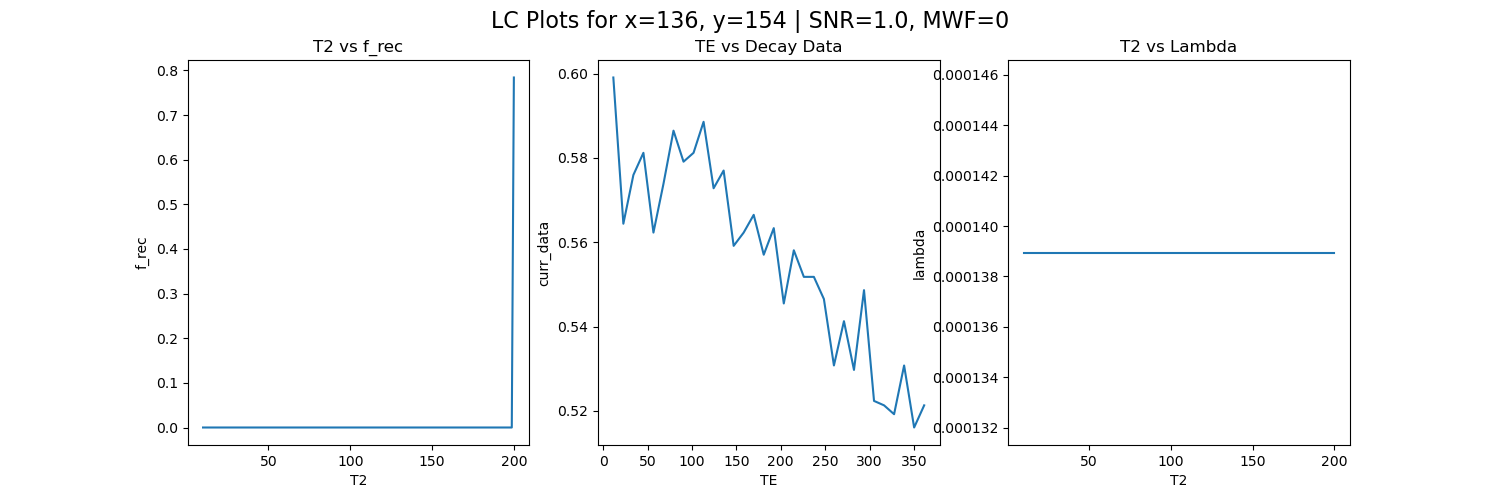 LC Plots for x=136, y=154 | SNR=1.0, MWF=0
T2 vs f_rec
0.8
0.7
0.6
0.5
0.4
0.3
0.2
0.1
0.0
f_rec
50 100 150 200
T2
TE vs Decay Data
0.60
0.58
0.56
0.54
0.52
curr_data
0 50 100 150 200 250 300 350
TE
T2 vs Lambda
0.000146
0.000144
0.000142
0.000140
0.000138
0.000136
0.000134
0.000132
lambda
50 100 150 200
T2